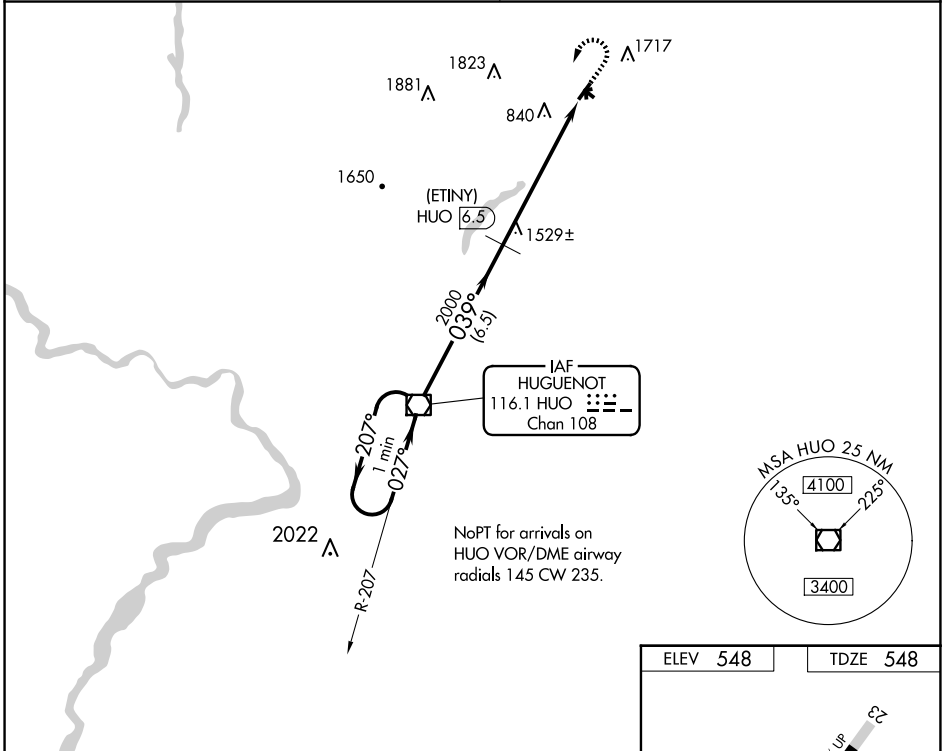 1717
1823
1881
840
1650
(ETINY)
HUO 6.5
1529±
2000
039°
(6.5)
IAF
HUGUENOT
116.1 HUO
Chan 108
207°
1 min
027°
MSA HUO 25 NM
135°
4100
225°
3400
2022
NoPT for arrivals on
HUO VOR/DME airway
radials 145 CW 235.
R-207
ELEV 548
TDZE 548
23
UP